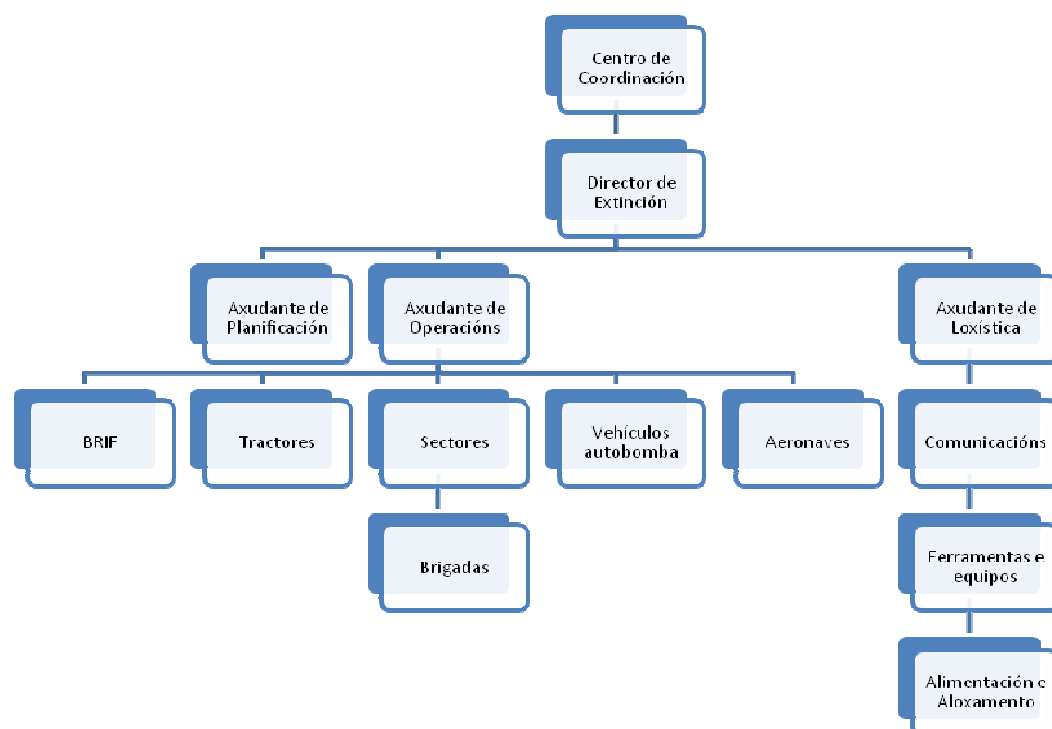 Centro de
Coordinación
Director de
Extinción
Axudante de
Planificación
Axudante de
Operacións
Axudante de
Loxística
BRIF
Tractores
Sectores
Vehículos
autobomba
Aeronaves
Comunicacións
Brigadas
Ferramentas e
equipos
Alimentación e
Aloxamento